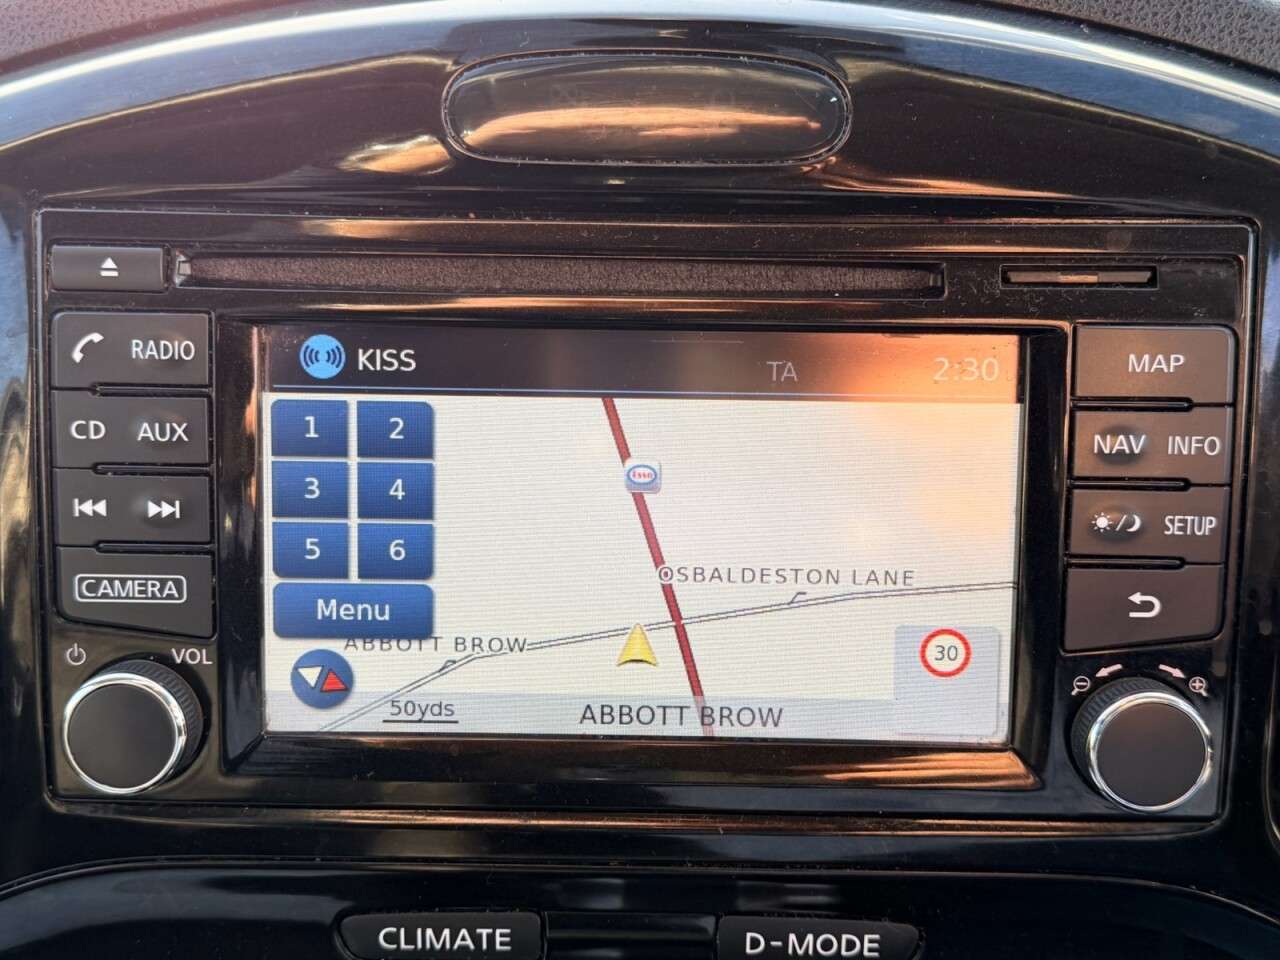 KISS
TA
2:30
RADIO
CD AUX
CAMERA
VOL
1 2
3 4
5 6
Menu
Esso
OSBALDESTON LANE
ABBOTT BROW
30
50yds
ABBOTT BROW
MAP
NAV INFO
SETUP
CLIMATE
D-MODE